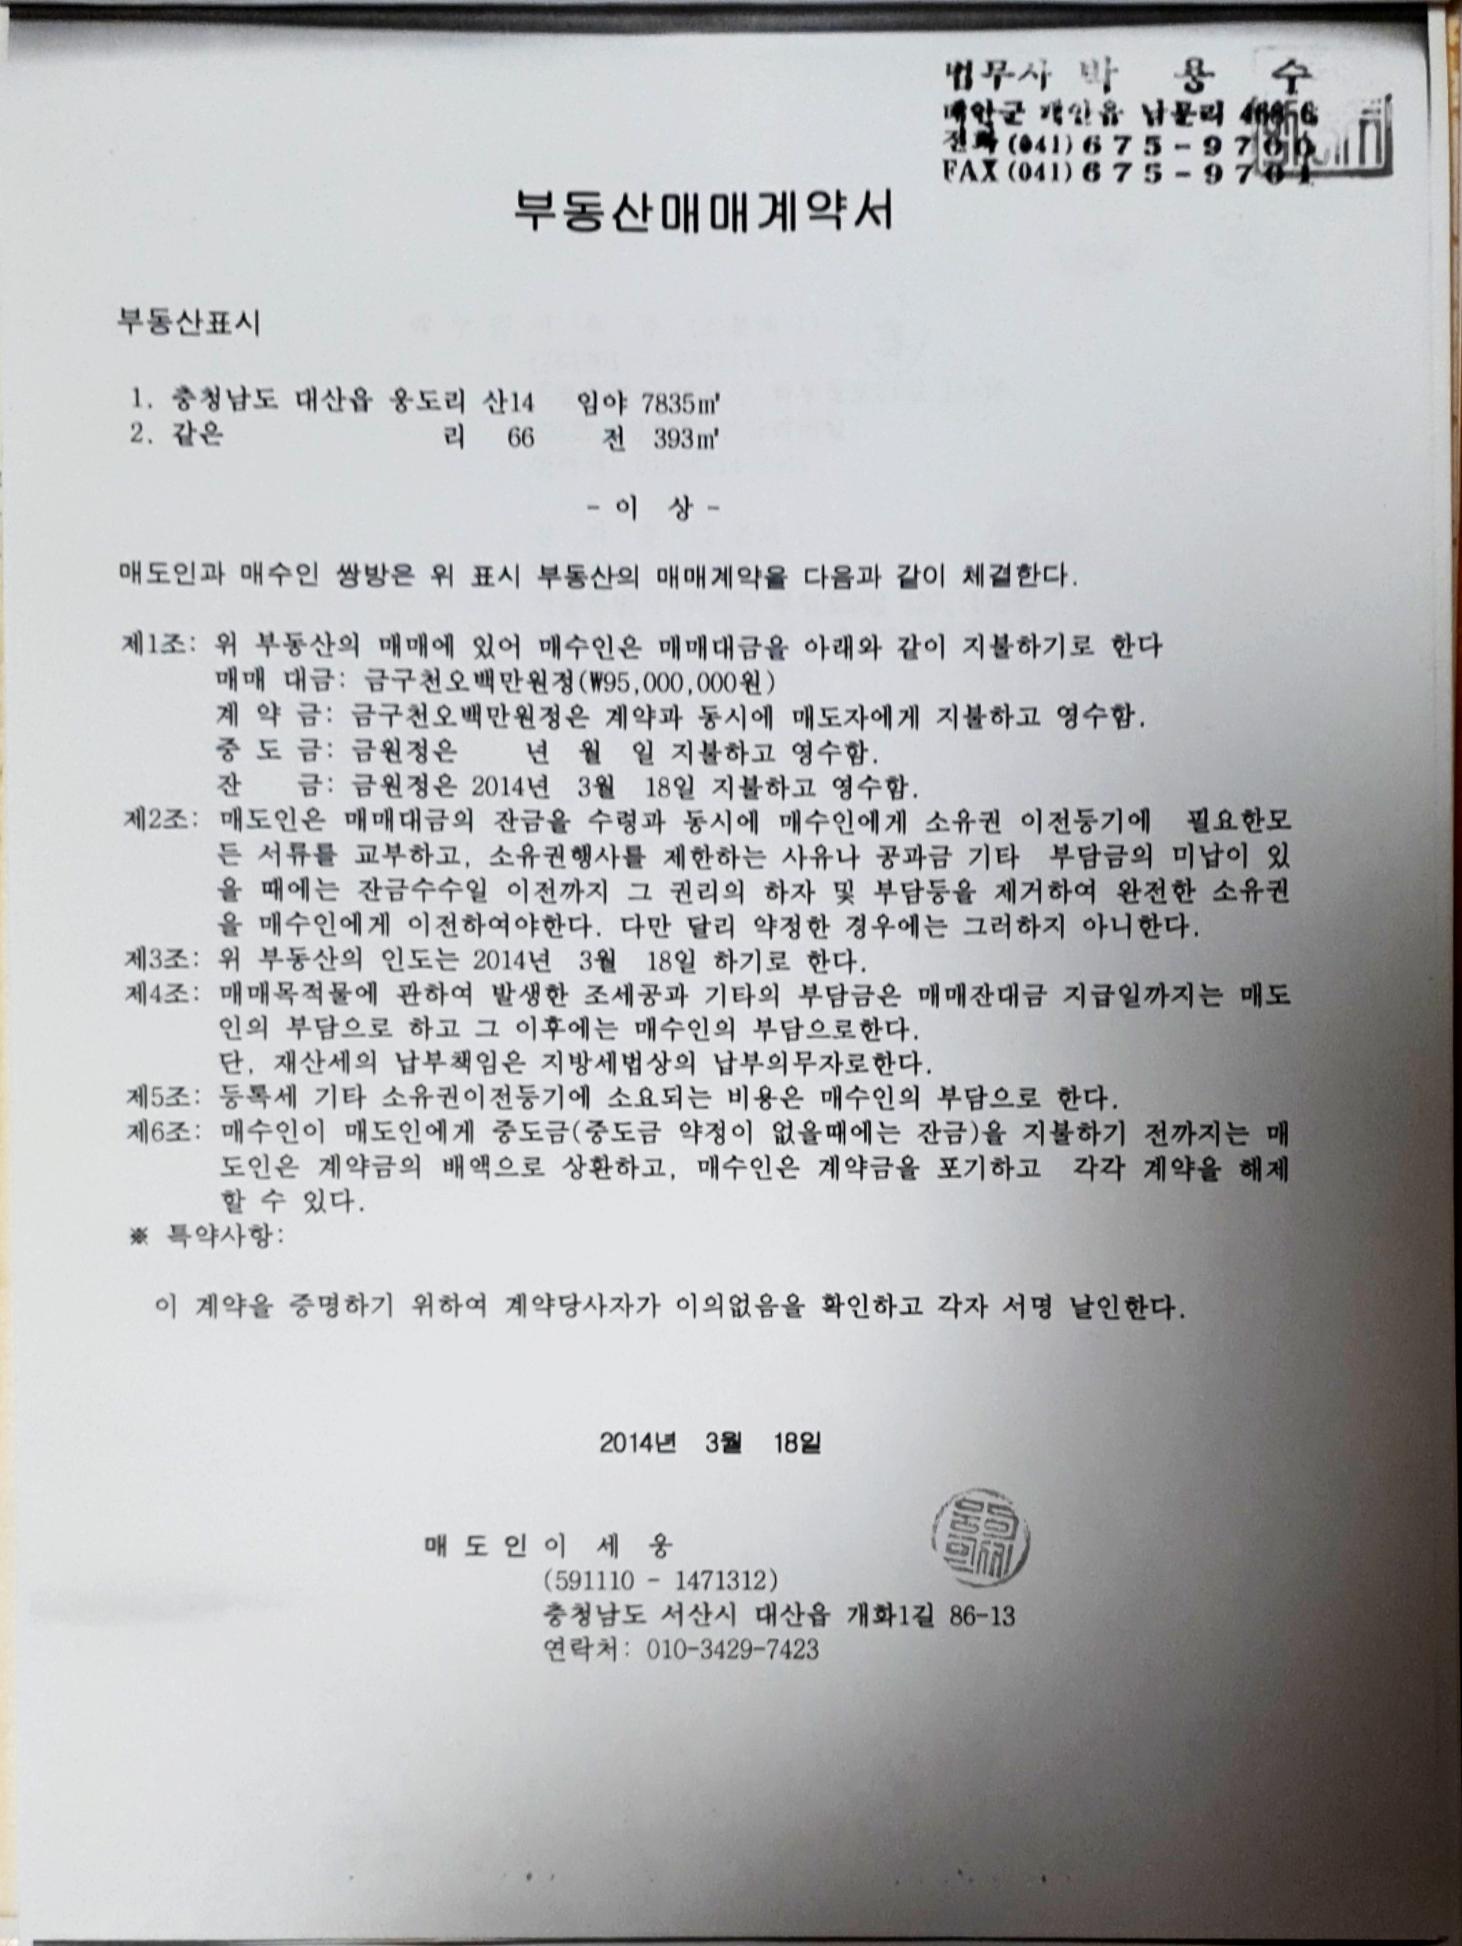 법무사 박 용 수
태안군 태안읍 남문리
전화 (041) 675-9700
FAX (041) 675-9701
부동산매매계약서
부동산표시
1. 충청남도 대산읍 웅도리 산14 임야 7835㎡
2. 같은 리 66 전 393㎡
- 이 상 -
매도인과 매수인 쌍방은 위 표시 부동산의 매매계약을 다음과 같이 체결한다.
제1조: 위 부동산의 매매에 있어 매수인은 매매대금을 아래와 같이 지불하기로 한다
매매 대금: 금구천오백만원정(₩95,000,000원)
계 약 금: 금구천오백만원정은 계약과 동시에 매도자에게 지불하고 영수함.
중 도 금: 금원정은 년 월 일 지불하고 영수함.
잔 금: 금원정은 2014년 3월 18일 지불하고 영수함.
제2조: 매도인은 매매대금의 잔금을 수령과 동시에 매수인에게 소유권 이전등기에 필요한모
든 서류를 교부하고, 소유권행사를 제한하는 사유나 공과금 기타 부담금의 미납이 있
을 때에는 잔금수수일 이전까지 그 권리의 하자 및 부담등을 제거하여 완전한 소유권
을 매수인에게 이전하여야한다. 다만 달리 약정한 경우에는 그러하지 아니한다.
제3조: 위 부동산의 인도는 2014년 3월 18일 하기로 한다.
제4조: 매매목적물에 관하여 발생한 조세공과 기타의 부담금은 매매잔대금 지급일까지는 매도
인의 부담으로 하고 그 이후에는 매수인의 부담으로한다.
단, 재산세의 납부책임은 지방세법상의 납부의무자로한다.
제5조: 등록세 기타 소유권이전등기에 소요되는 비용은 매수인의 부담으로 한다.
제6조: 매수인이 매도인에게 중도금(중도금 약정이 없을때에는 잔금)을 지불하기 전까지는 매
도인은 계약금의 배액으로 상환하고, 매수인은 계약금을 포기하고 각각 계약을 해제
할 수 있다.
※ 특약사항:
이 계약을 증명하기 위하여 계약당사자가 이의없음을 확인하고 각자 서명 날인한다.
2014년 3월 18일
매 도 인 이 세 웅
(591110 - 1471312)
충청남도 서산시 대산읍 개화1길 86-13
연락처: 010-3429-7423